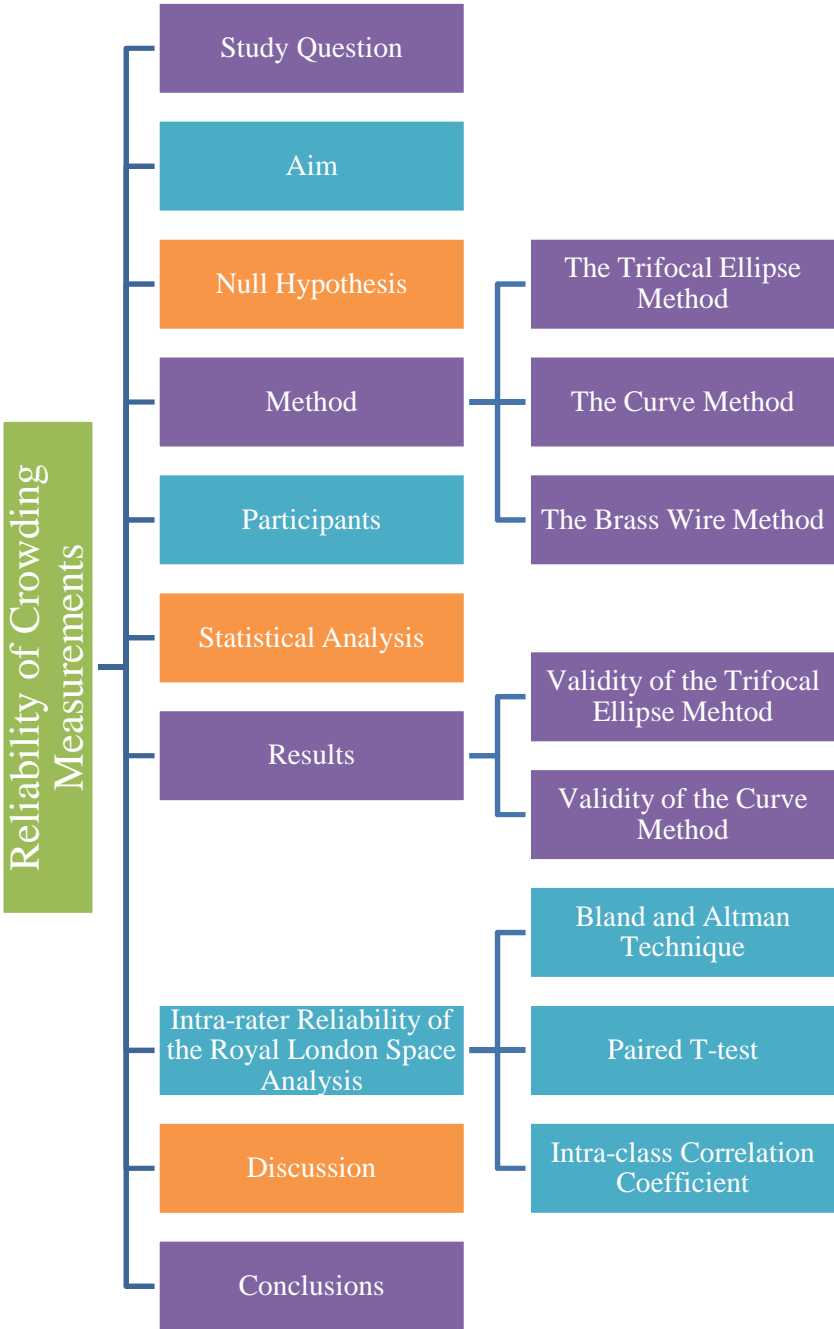 Reliability of Crowding
Measurements
Study Question
Aim
Null Hypothesis
Method
The Trifocal Ellipse
Method
The Curve Method
The Brass Wire Method
Participants
Statistical Analysis
Results
Validity of the Trifocal
Ellipse Mehtod
Validity of the Curve
Method
Intra-rater Reliability of
the Royal London Space
Analysis
Bland and Altman
Technique
Paired T-test
Intra-class Correlation
Coefficient
Discussion
Conclusions